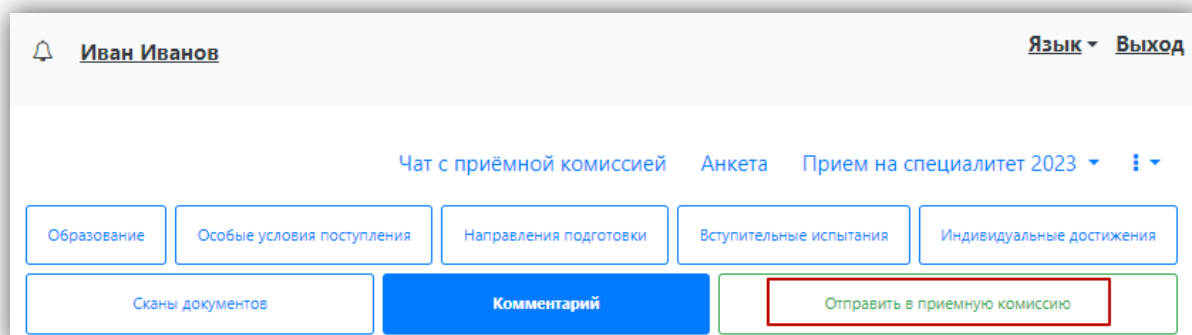 Иван Иванов Язык Выход
Чат с приёмной комиссией Анкета Прием на специалитет 2023
Образование Особые условия поступления Направления подготовки Вступительные испытания Индивидуальные достижения
Сканы документов Комментарий Отправить в приемную комиссию